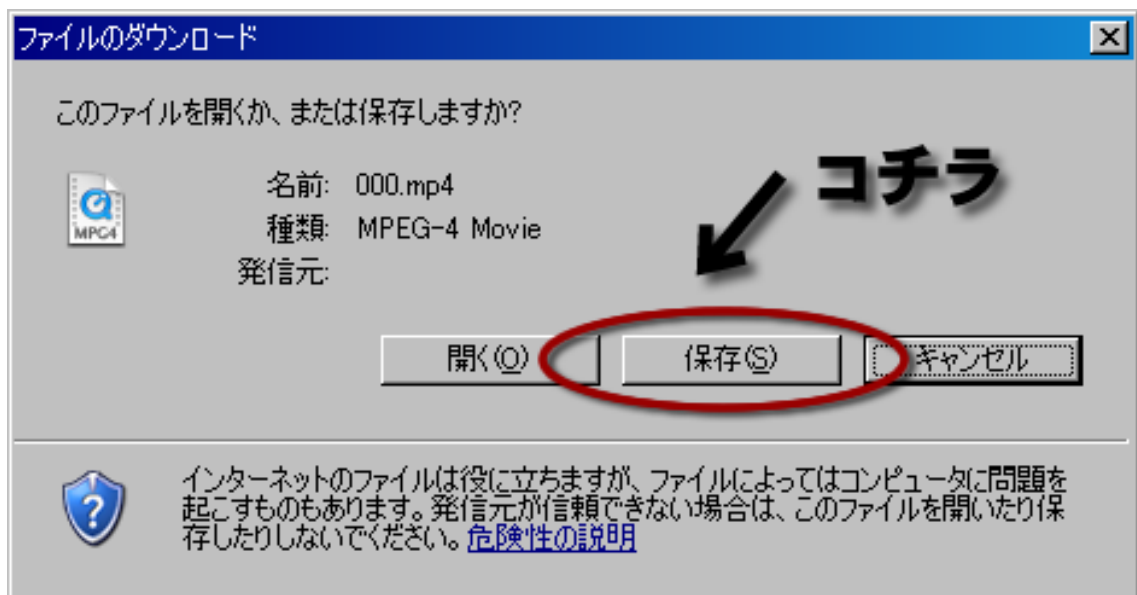 ファイルのダウンロード
このファイルを開くか、または保存しますか?
コチラ
名前: 000.mp4
MPG4
種類: MPEG-4 Movie
発信元:
開く(O) 保存(S) キャンセル
インターネットのファイルは役に立ちますが、ファイルによってはコンピュータに問題を
起こすものもあります。発信元が信頼できない場合は、このファイルを開いたり保
存したりしないでください。危険性の説明